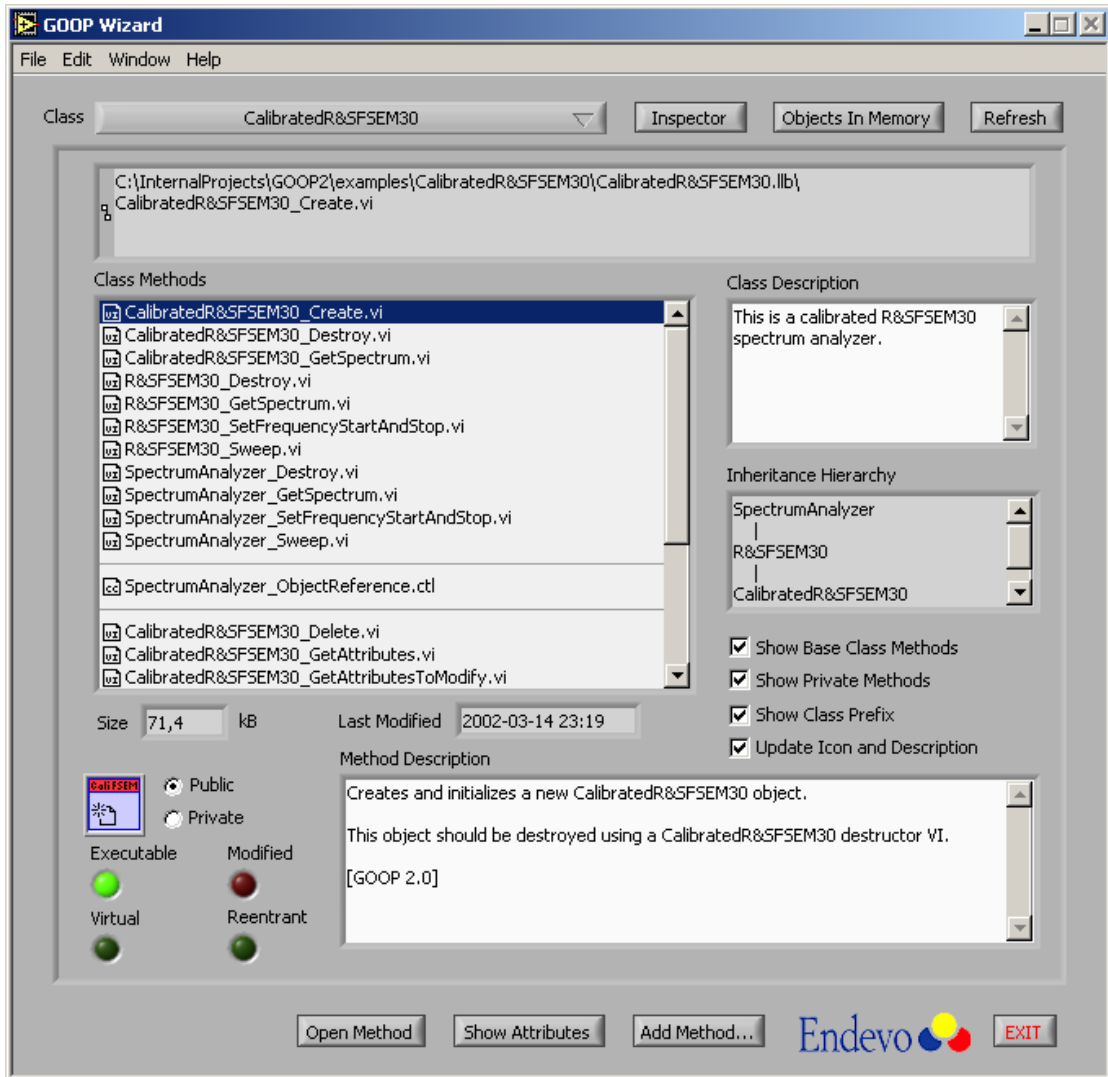 GOOP Wizard
File Edit Window Help
Class CalibratedR&SFSEM30 Inspector Objects In Memory Refresh
C:\InternalProjects\GOOP2\examples\CalibratedR&SFSEM30\CalibratedR&SFSEM30.llb\
CalibratedR&SFSEM30_Create.vi
Class Methods
CalibratedR&SFSEM30_Create.vi
CalibratedR&SFSEM30_Destroy.vi
CalibratedR&SFSEM30_GetSpectrum.vi
R&SFSEM30_Destroy.vi
R&SFSEM30_GetSpectrum.vi
R&SFSEM30_SetFrequencyStartAndStop.vi
R&SFSEM30_Sweep.vi
SpectrumAnalyzer_Destroy.vi
SpectrumAnalyzer_GetSpectrum.vi
SpectrumAnalyzer_SetFrequencyStartAndStop.vi
SpectrumAnalyzer_Sweep.vi
SpectrumAnalyzer_ObjectReference.ctl
CalibratedR&SFSEM30_Delete.vi
CalibratedR&SFSEM30_GetAttributes.vi
CalibratedR&SFSEM30_GetAttributesToModify.vi
Class Description
This is a calibrated R&SFSEM30
spectrum analyzer.
Inheritance Hierarchy
SpectrumAnalyzer
R&SFSEM30
CalibratedR&SFSEM30
Show Base Class Methods
Show Private Methods
Show Class Prefix
Update Icon and Description
Size 71,4 kB Last Modified 2002-03-14 23:19
CaliFSEM
Public
Private
Executable Modified
Virtual Reentrant
Method Description
Creates and initializes a new CalibratedR&SFSEM30 object.
This object should be destroyed using a CalibratedR&SFSEM30 destructor VI.
[GOOP 2.0]
Open Method Show Attributes Add Method... Endevo EXIT